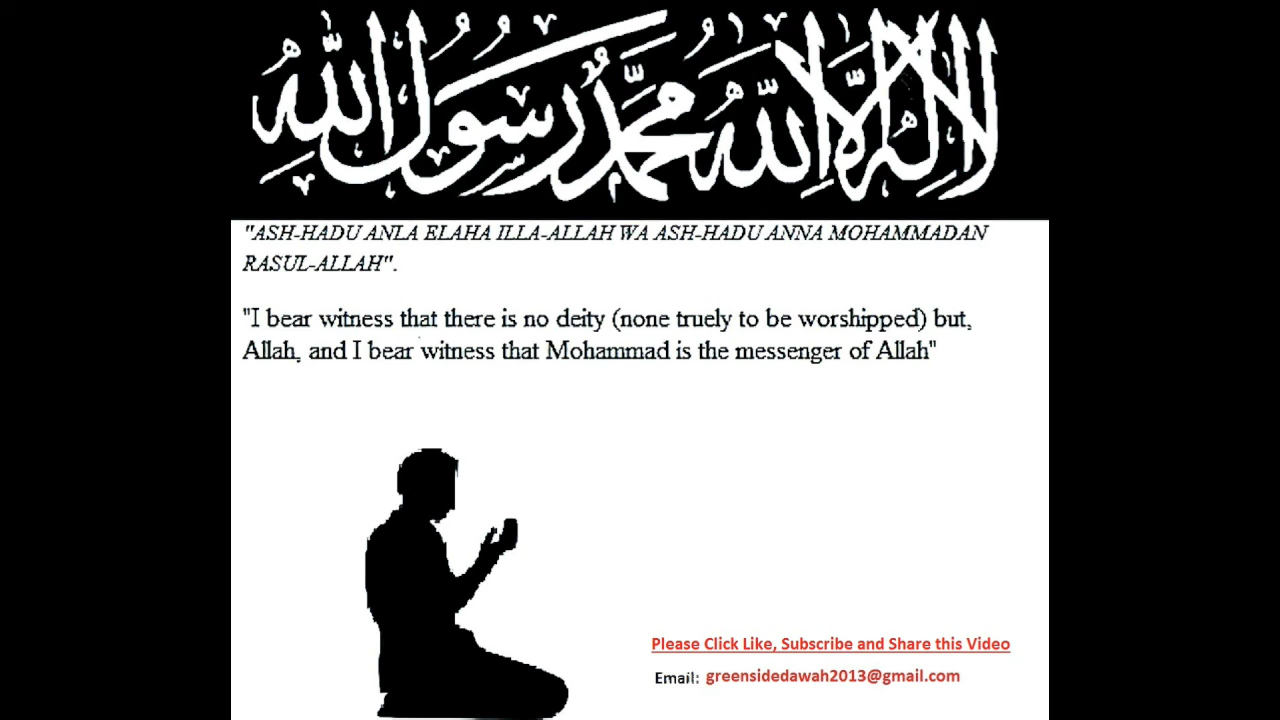 لا إله إلا الله محمد رسول الله
"ASH-HADU ANLA ELAHA ILLA-ALLAH WA ASH-HADU ANNA MOHAMMADAN
RASUL-ALLAH".
"I bear witness that there is no deity (none truely to be worshipped) but,
Allah, and I bear witness that Mohammad is the messenger of Allah"
Please Click Like, Subscribe and Share this Video
Email: greensidedawah2013@gmail.com